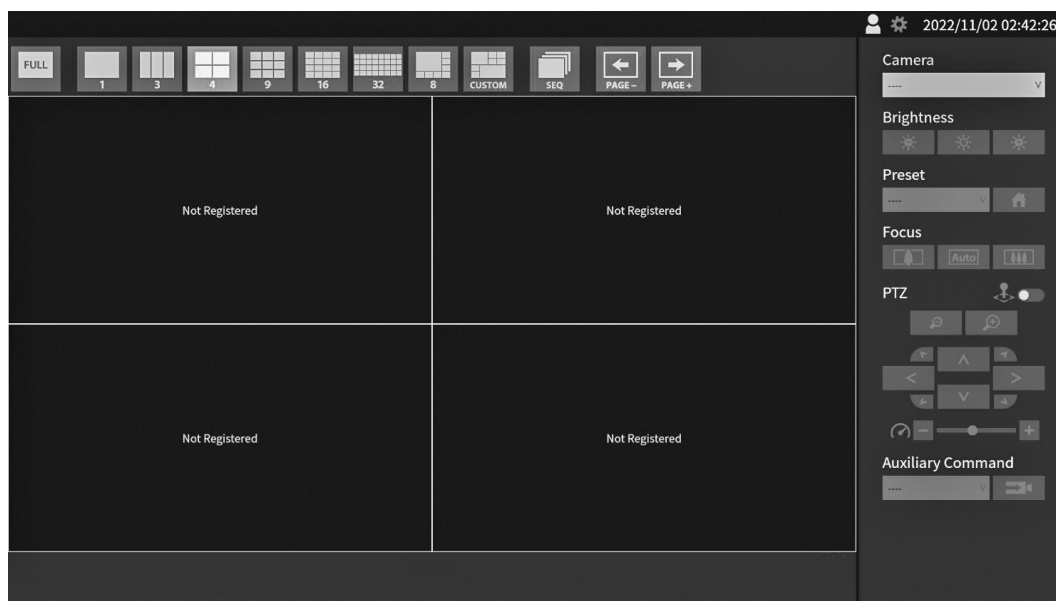 2022/11/02 02:42:26
FULL
1
3
4
9
16
32
8
CUSTOM
SEQ
PAGE −
PAGE +
Not Registered
Not Registered
Not Registered
Not Registered
Camera
----
Brightness
Preset
----
Focus
Auto
PTZ
Auxiliary Command
----